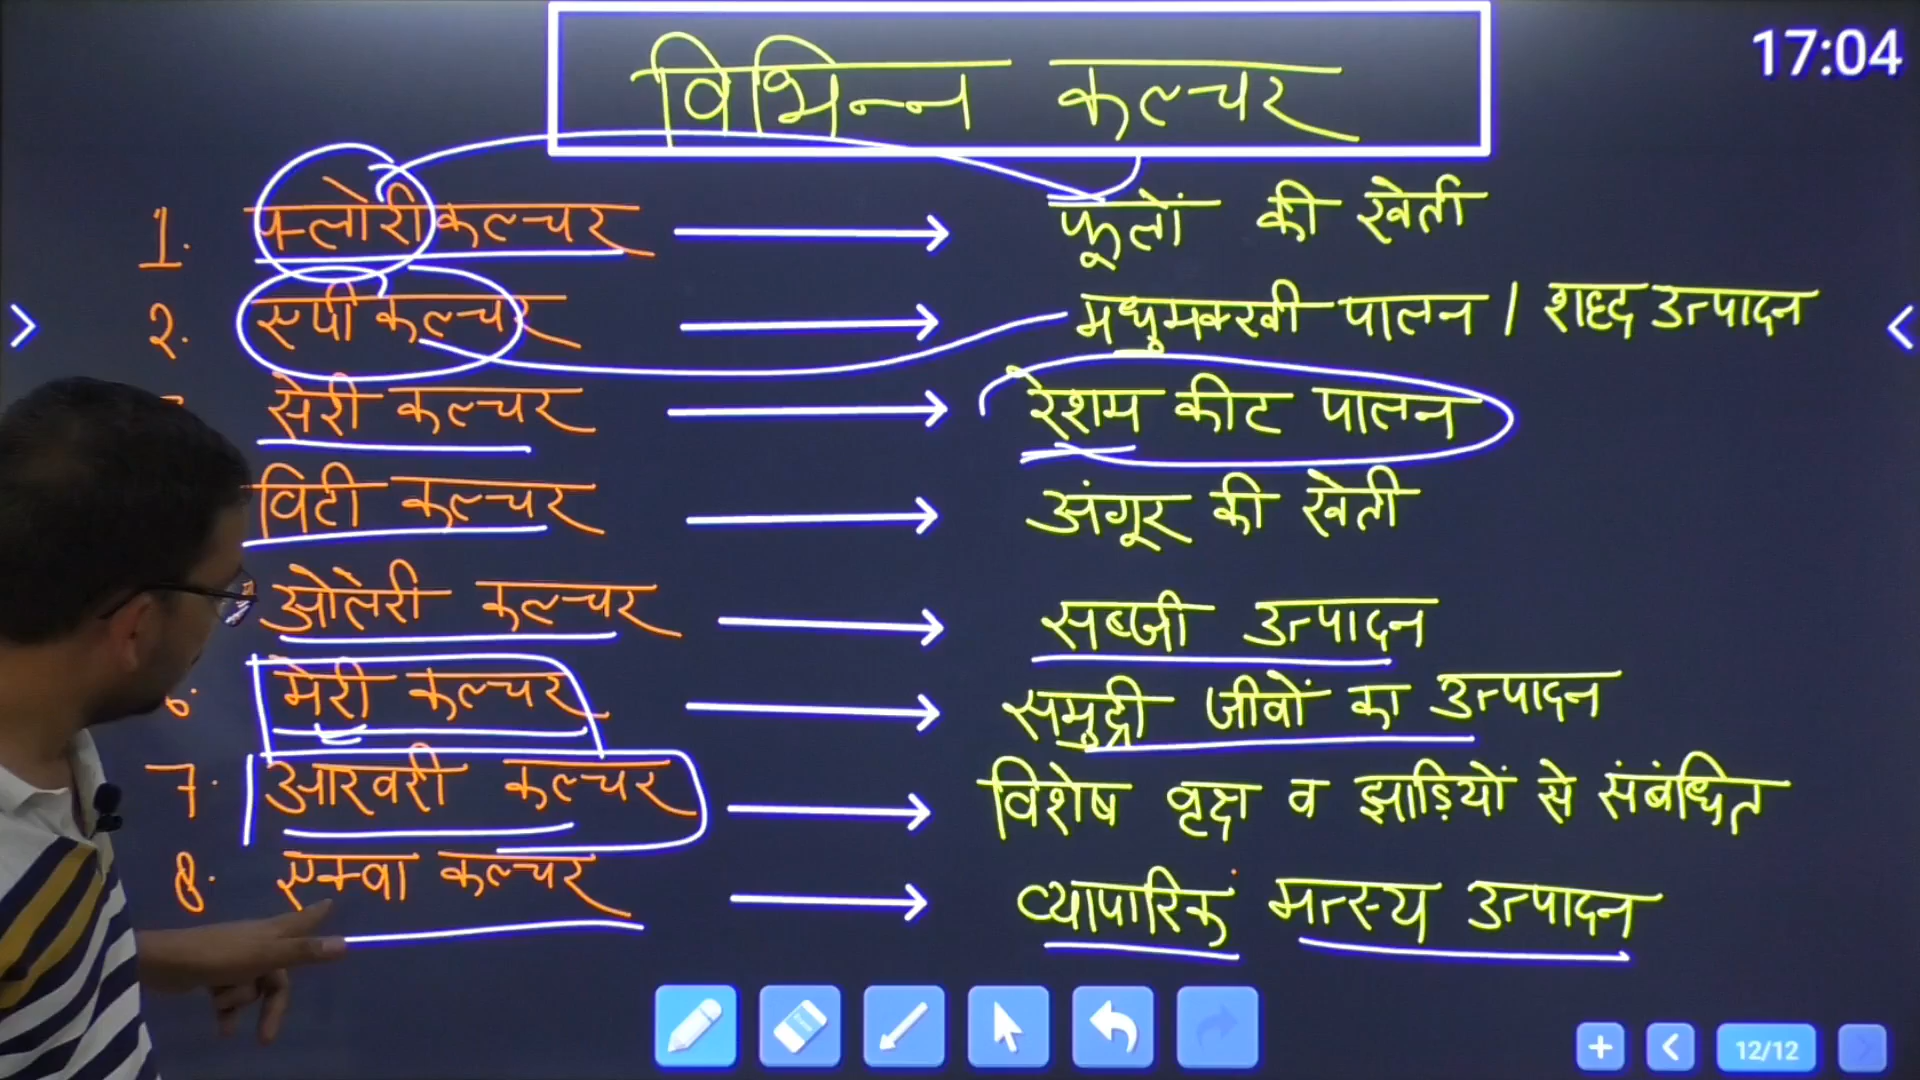 17:04
विभिन्न कल्चर
1. फ्लोरीकल्चर → फूलों की खेती
2. एपी कल्चर → मधुमक्खी पालन / शहद उत्पादन
सेरी कल्चर → रेशम कीट पालन
विटी कल्चर → अंगूर की खेती
ओलेरी कल्चर → सब्जी उत्पादन
6. मेरी कल्चर → समुद्री जीवों का उत्पादन
7. आरबरी कल्चर → विशेष वृक्ष व झाड़ियों से संबंधित
8. एक्वा कल्चर → व्यापारिक मत्स्य उत्पादन
12/12